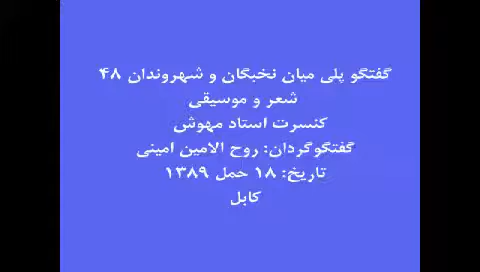 گفتگو پلی میان نخبگان و شهروندان ۴۸
شعر و موسیقی
کنسرت استاد مهوش
گفتگوگردان: روح الامین امینی
تاریخ: ۱۸ حمل ۱۳۸۹
کابل